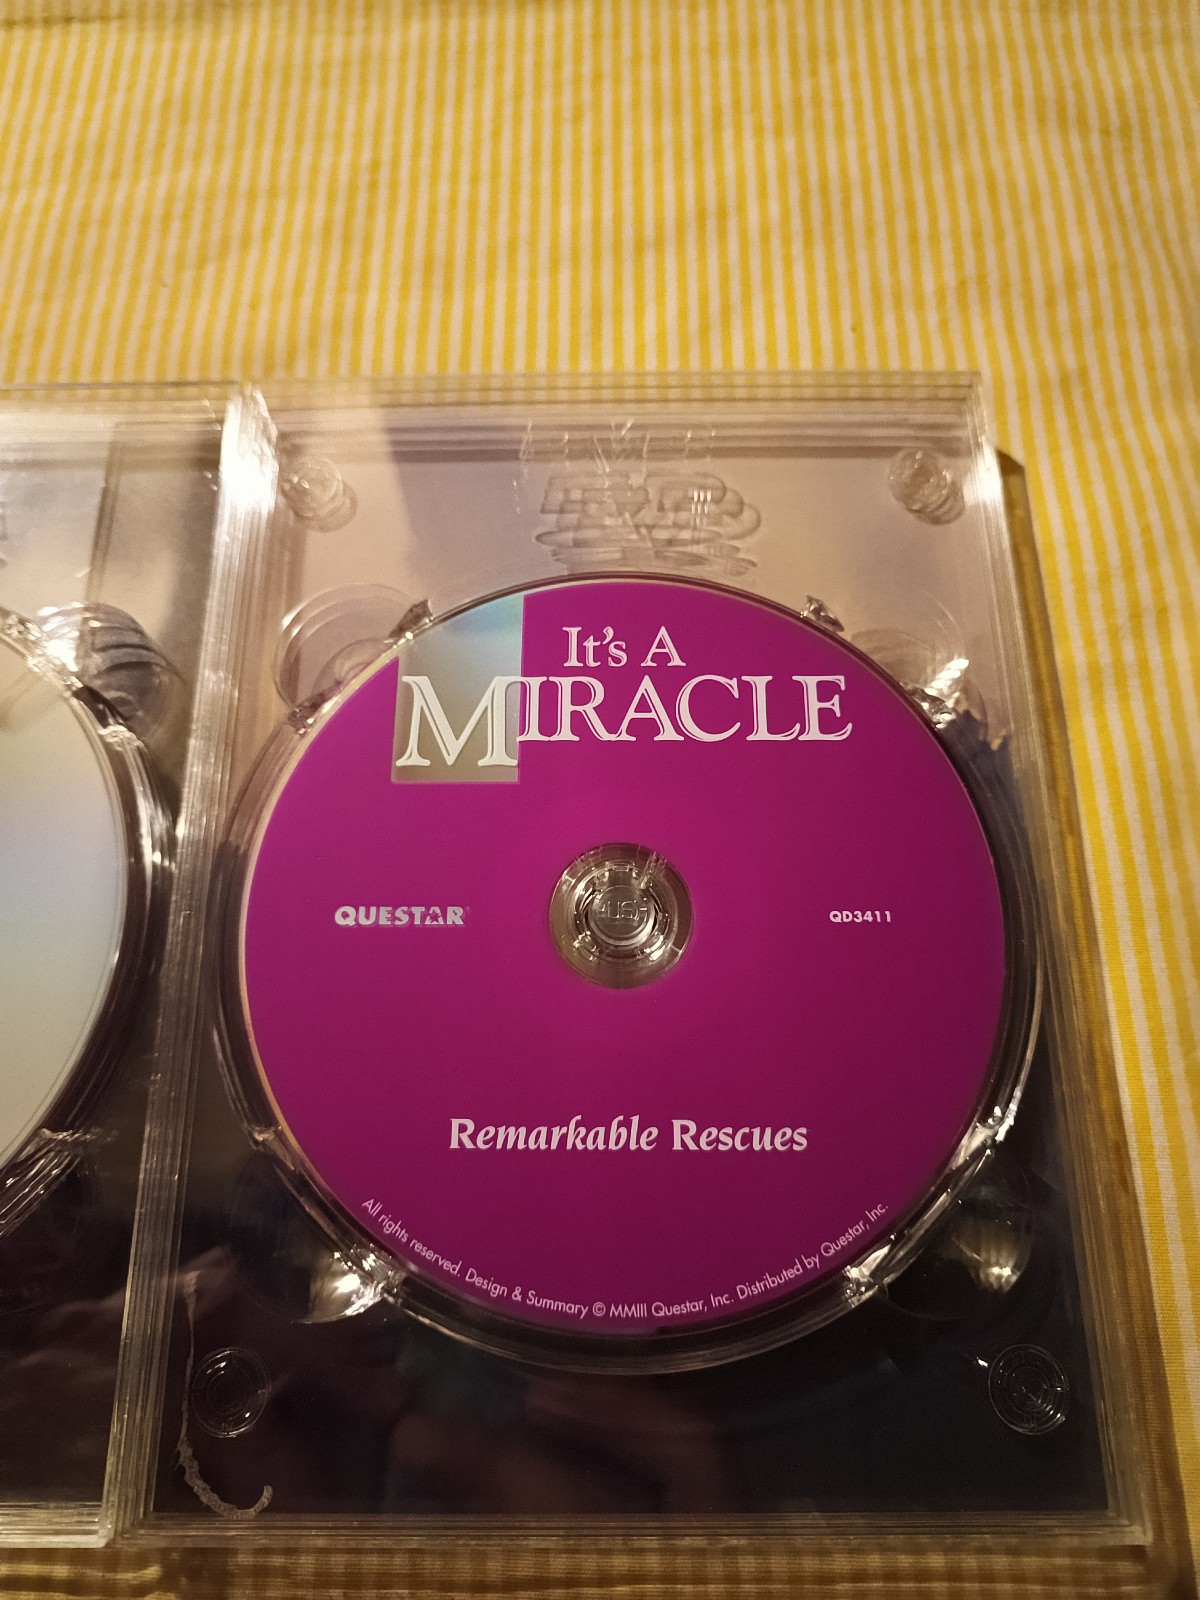 It's A
MIRACLE
QUESTAR
QD3411
Remarkable Rescues
All rights reserved. Design & Summary © MMIII Questar, Inc. Distributed by Questar, Inc.